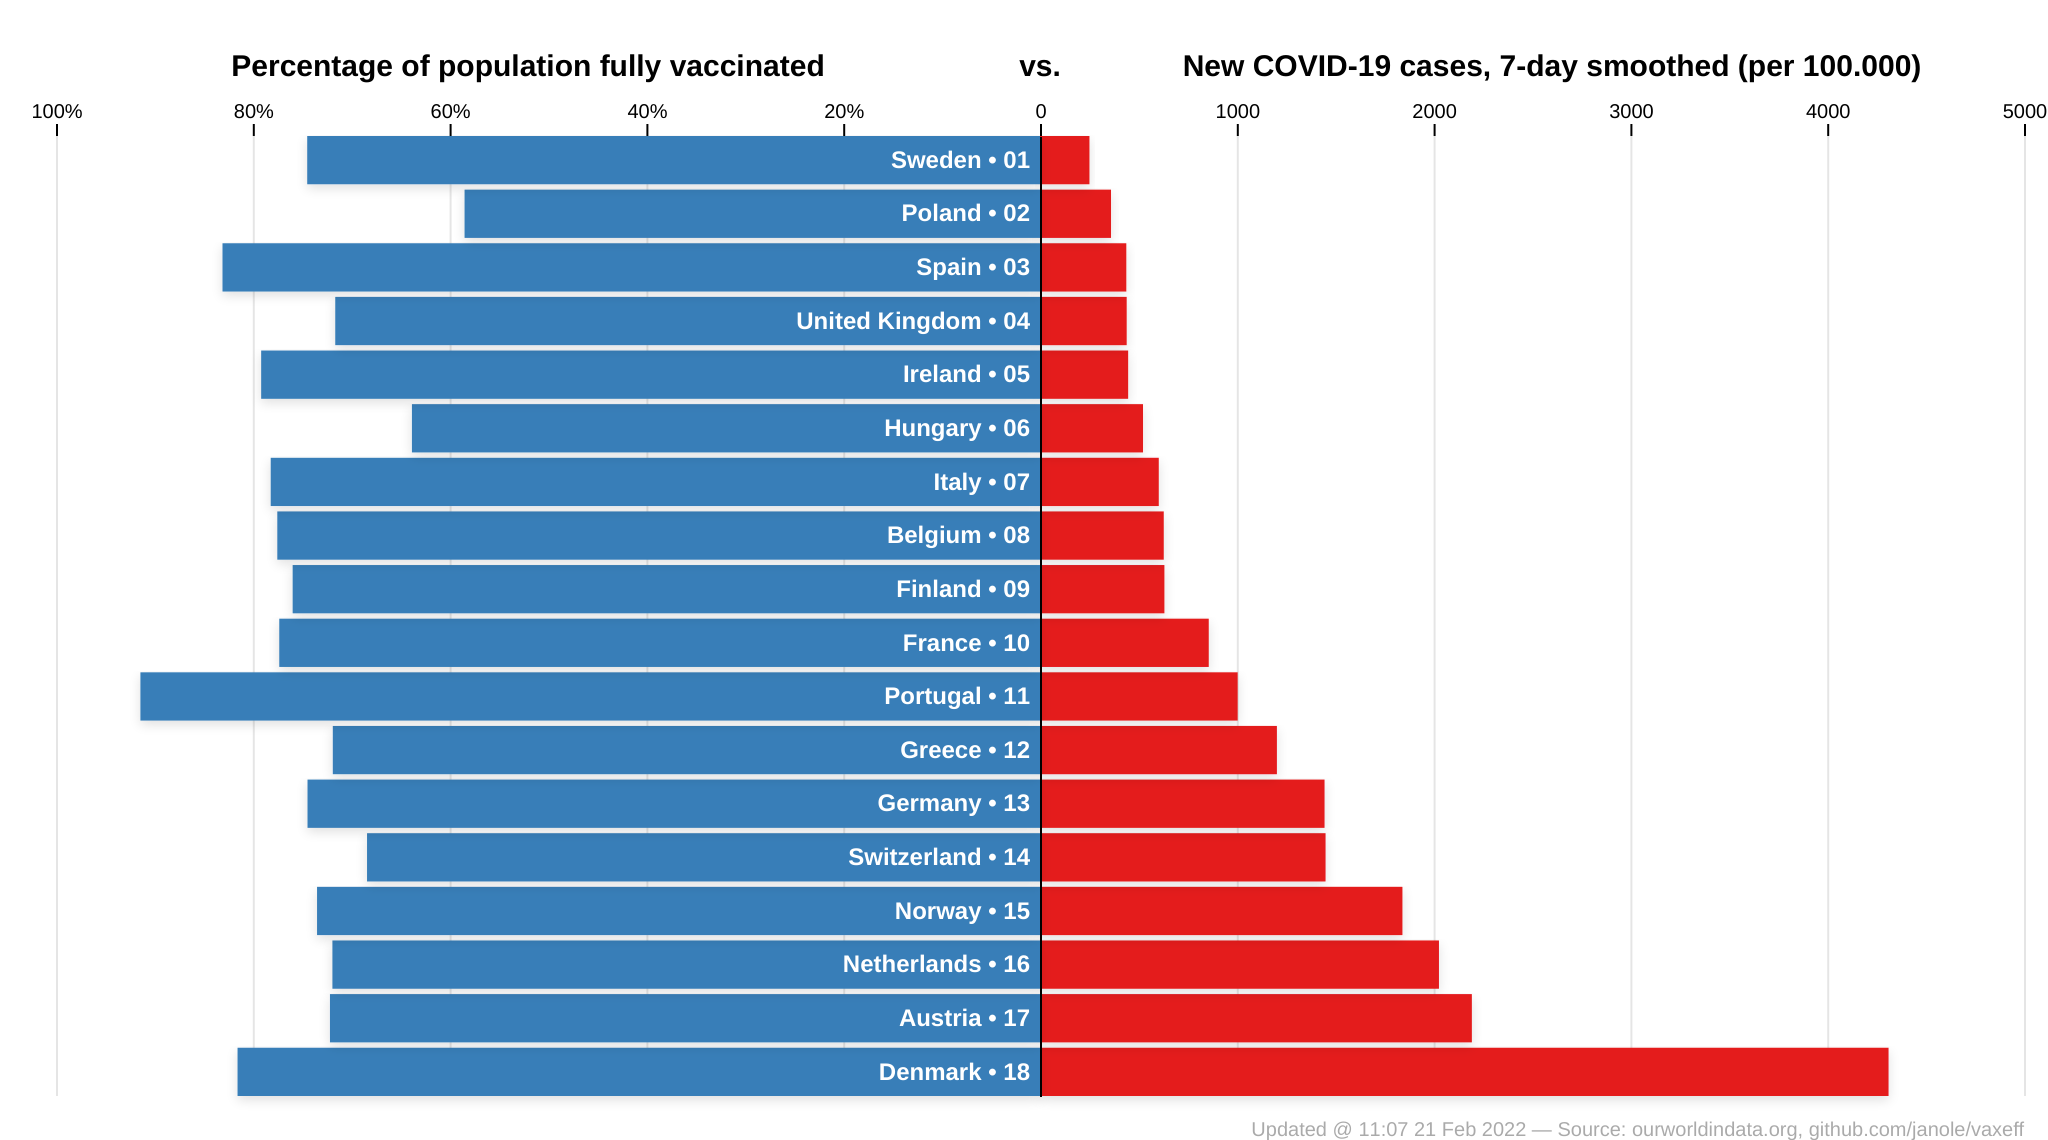 Percentage of population fully vaccinated vs. New COVID-19 cases, 7-day smoothed (per 100.000)
100% 80% 60% 40% 20% 0 1000 2000 3000 4000 5000
Sweden • 01
Poland • 02
Spain • 03
United Kingdom • 04
Ireland • 05
Hungary • 06
Italy • 07
Belgium • 08
Finland • 09
France • 10
Portugal • 11
Greece • 12
Germany • 13
Switzerland • 14
Norway • 15
Netherlands • 16
Austria • 17
Denmark • 18
Updated @ 11:07 21 Feb 2022 — Source: ourworldindata.org, github.com/janole/vaxeff